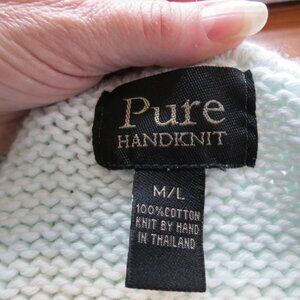 Pure
HANDKNIT
M/L
100% COTTON
KNIT BY HAND
IN THAILAND